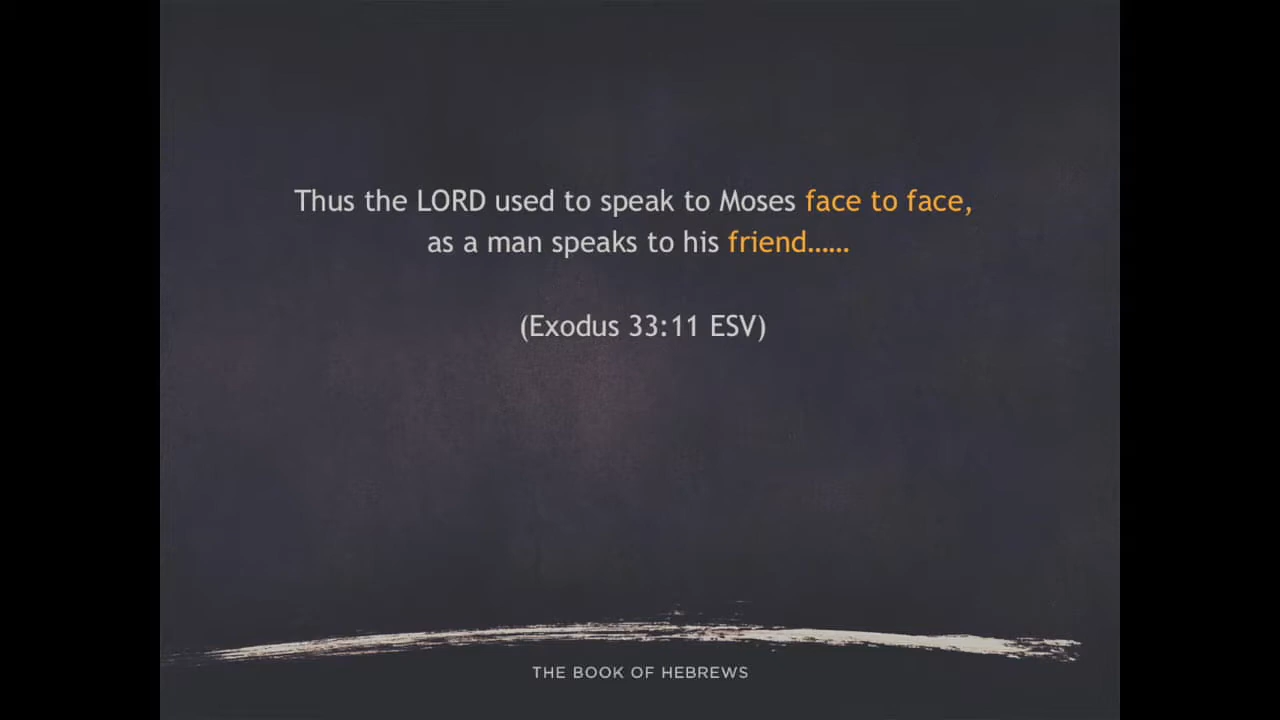 Thus the LORD used to speak to Moses face to face,
as a man speaks to his friend......
(Exodus 33:11 ESV)
THE BOOK OF HEBREWS